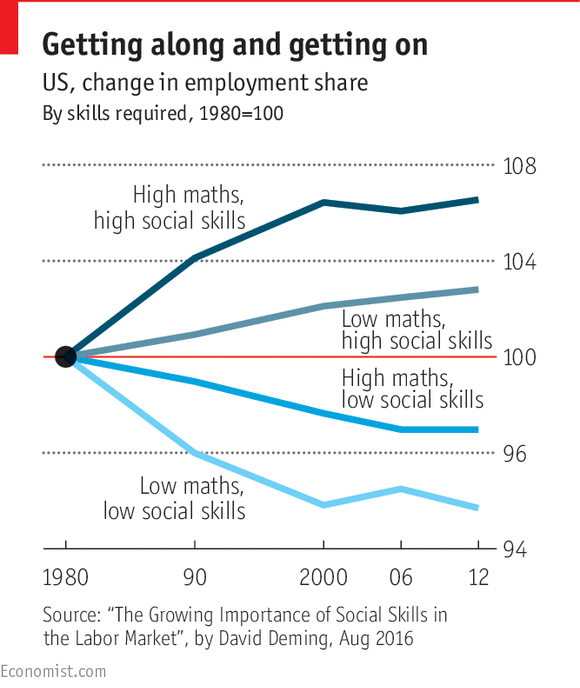 Getting along and getting on
US, change in employment share
By skills required, 1980=100
108
High maths,
high social skills
104
Low maths,
high social skills
100
High maths,
low social skills
96
Low maths,
low social skills
94
1980 90 2000 06 12
Source: “The Growing Importance of Social Skills in
the Labor Market”, by David Deming, Aug 2016
Economist.com